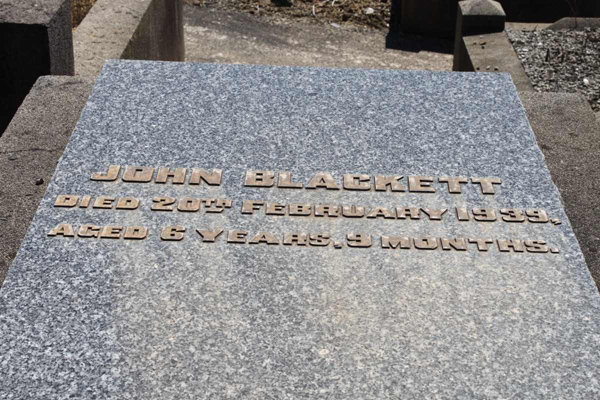 JOHN BLACKETT
DIED 20TH FEBRUARY 1939,
AGED 6 YEARS, 9 MONTHS.